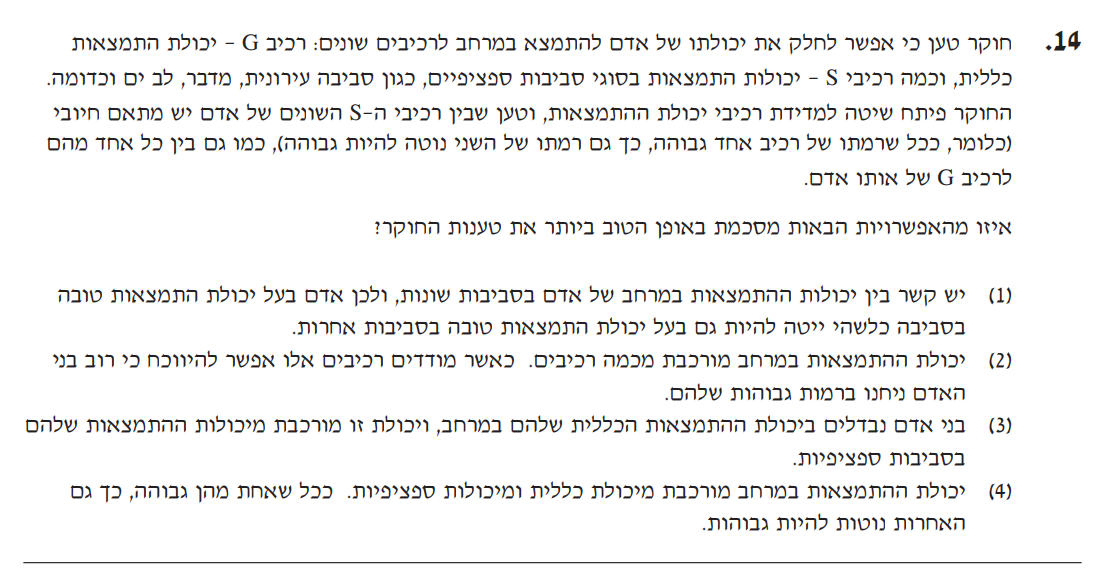 14. חוקר טען כי אפשר לחלק את יכולתו של אדם להתמצא במרחב לרכיבים שונים: רכיב G – יכולת התמצאות
כללית, וכמה רכיבי S – יכולות התמצאות בסוגי סביבות ספציפיים, כגון סביבה עירונית, מדבר, לב ים וכדומה.
החוקר פיתח שיטה למדידת רכיבי יכולת ההתמצאות, וטען שבין רכיבי ה-S השונים של אדם יש מתאם חיובי
(כלומר, ככל שרמתו של רכיב אחד גבוהה, כך גם רמתו של השני נוטה להיות גבוהה), כמו גם בין כל אחד מהם
לרכיב G של אותו אדם.
איזו מהאפשרויות הבאות מסכמת באופן הטוב ביותר את טענות החוקר?
(1) יש קשר בין יכולות ההתמצאות במרחב של אדם בסביבות שונות, ולכן אדם בעל יכולת התמצאות טובה
בסביבה כלשהי ייטה להיות גם בעל יכולת התמצאות טובה בסביבות אחרות.
(2) יכולת ההתמצאות במרחב מורכבת מכמה רכיבים. כאשר מודדים רכיבים אלו אפשר להיווכח כי רוב בני
האדם ניחנו ברמות גבוהות שלהם.
(3) בני אדם נבדלים ביכולת ההתמצאות הכללית שלהם במרחב, ויכולת זו מורכבת מיכולות ההתמצאות שלהם
בסביבות ספציפיות.
(4) יכולת ההתמצאות במרחב מורכבת מיכולת כללית ומיכולות ספציפיות. ככל שאחת מהן גבוהה, כך גם
האחרות נוטות להיות גבוהות.